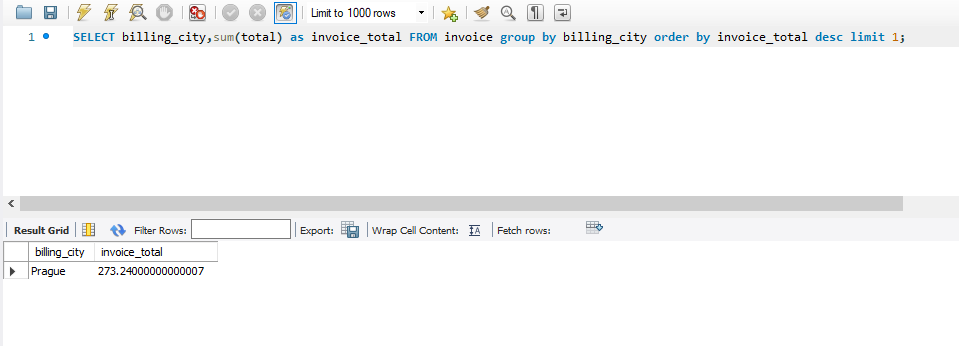 Limit to 1000 rows
1 SELECT billing_city,sum(total) as invoice_total FROM invoice group by billing_city order by invoice_total desc limit 1;
Result Grid Filter Rows: Export: Wrap Cell Content: IA Fetch rows:
billing_city invoice_total
Prague 273.24000000000007